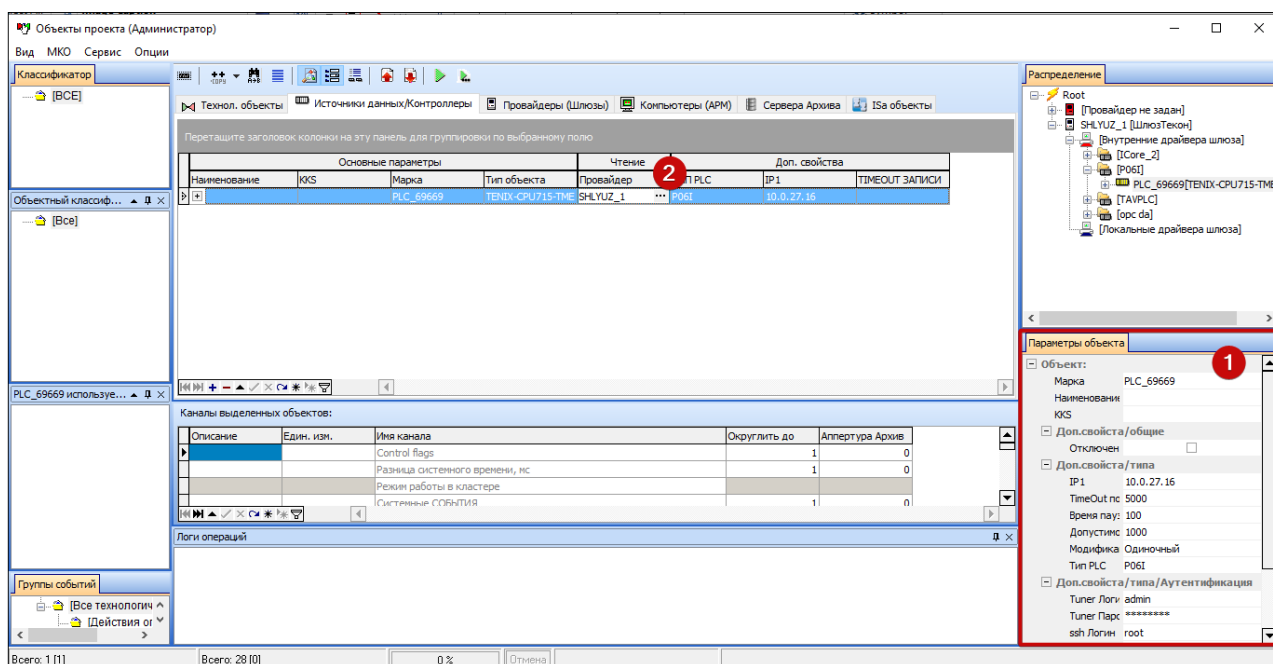 Объекты проекта (Администратор)
Вид МКО Сервис Опции
Классификатор
[ВСЕ]
Объектный классиф...
[Все]
PLC_69669 используе...
Группы событий
[Все технологич
[Действия ог
Технол. объекты
Источники данных/Контроллеры
Провайдеры (Шлюзы)
Компьютеры (АРМ)
Сервера Архива
ISa объекты
Перетащите заголовок колонки на эту панель для группировки по выбранному полю
Основные параметры Чтение Доп. свойства
Наименование KKS Марка Тип объекта Провайдер 2 PLC IP1 TIMEOUT ЗАПИСИ
PLC_69669 TENIX-CPU715-TME SHLYUZ_1 ... P06I 10.0.27.16
Каналы выделенных объектов:
Описание Един. изм. Имя канала Округлить до Аппертура Архив
Control flags 1 0
Разница системного времени, мс 1 0
Режим работы в кластере
Системные СОБЫТИЯ 1 0
Логи операций
Распределение
Root
[Провайдер не задан]
SHLYUZ_1 [ШлюзТекон]
[Внутренние драйвера шлюза]
[ICore_2]
[P06I]
PLC_69669[TENIX-CPU715-TME
[TAVPLC]
[opc da]
[Локальные драйвера шлюза]
Параметры объекта
1
Объект:
Марка PLC_69669
Наименование
KKS
Доп.свойста/общие
Отключен
Доп.свойста/типа
IP1 10.0.27.16
TimeOut пс 5000
Время пау: 100
Допустимс 1000
Модифика Одиночный
Тип PLC P06I
Доп.свойста/типа/Аутентификация
Tuner Логи admin
Tuner Парс ********
ssh Логин root
Всего: 1 [1] Всего: 28 [0] 0 % Отмена